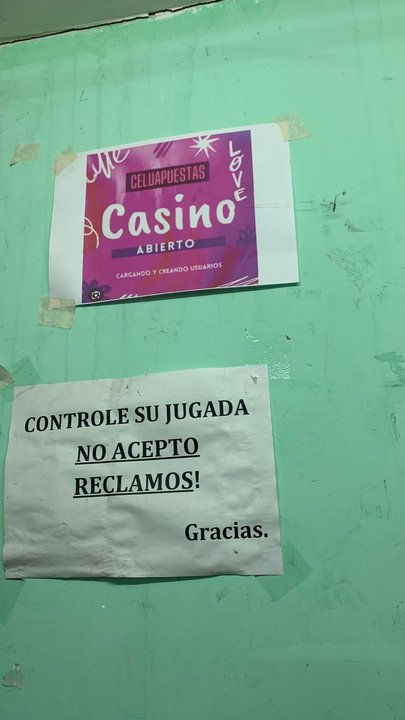 CELUAPUESTAS
LOVE
Casino
ABIERTO
CARGANDO Y CREANDO USUARIOS
CONTROLE SU JUGADA
NO ACEPTO
RECLAMOS!
Gracias.